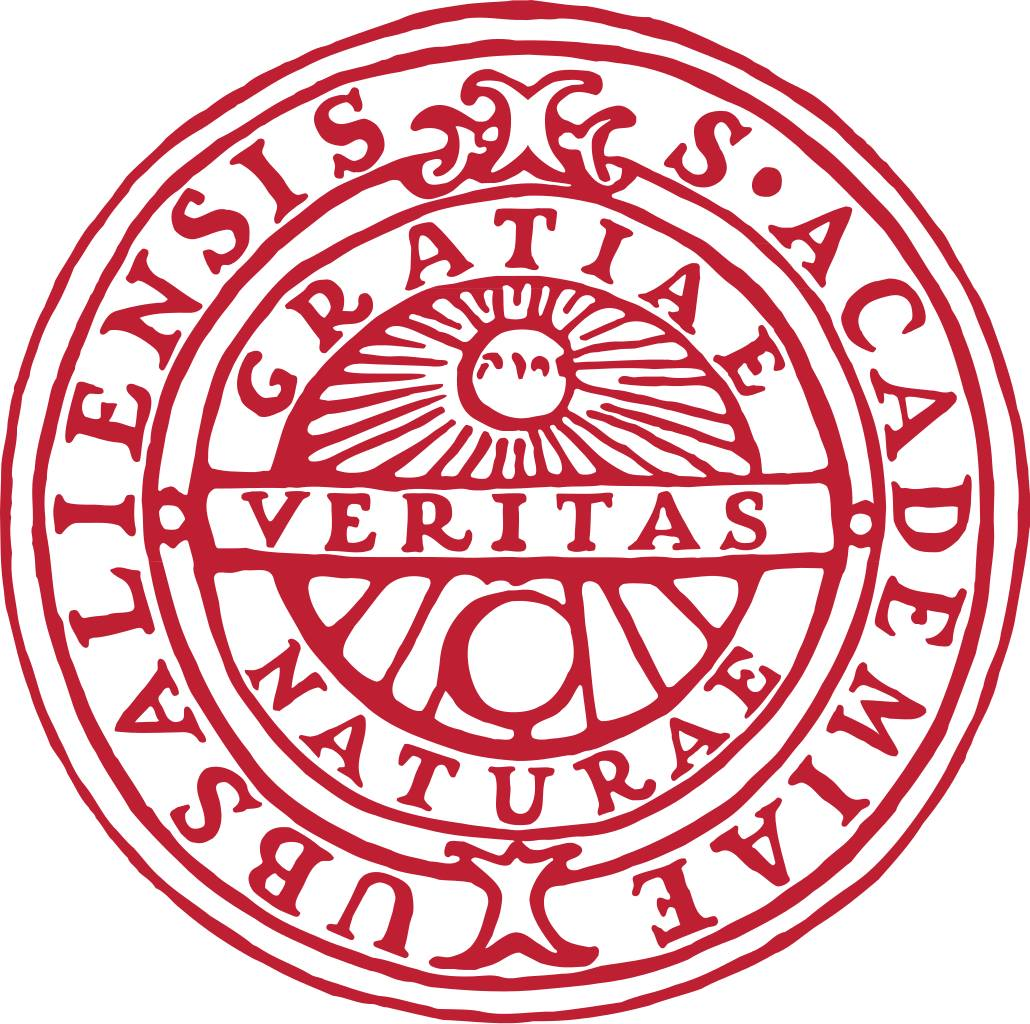 S·ACADEMIAE
UBSALIENSIS
GRATIAE
VERITAS
NATURAE